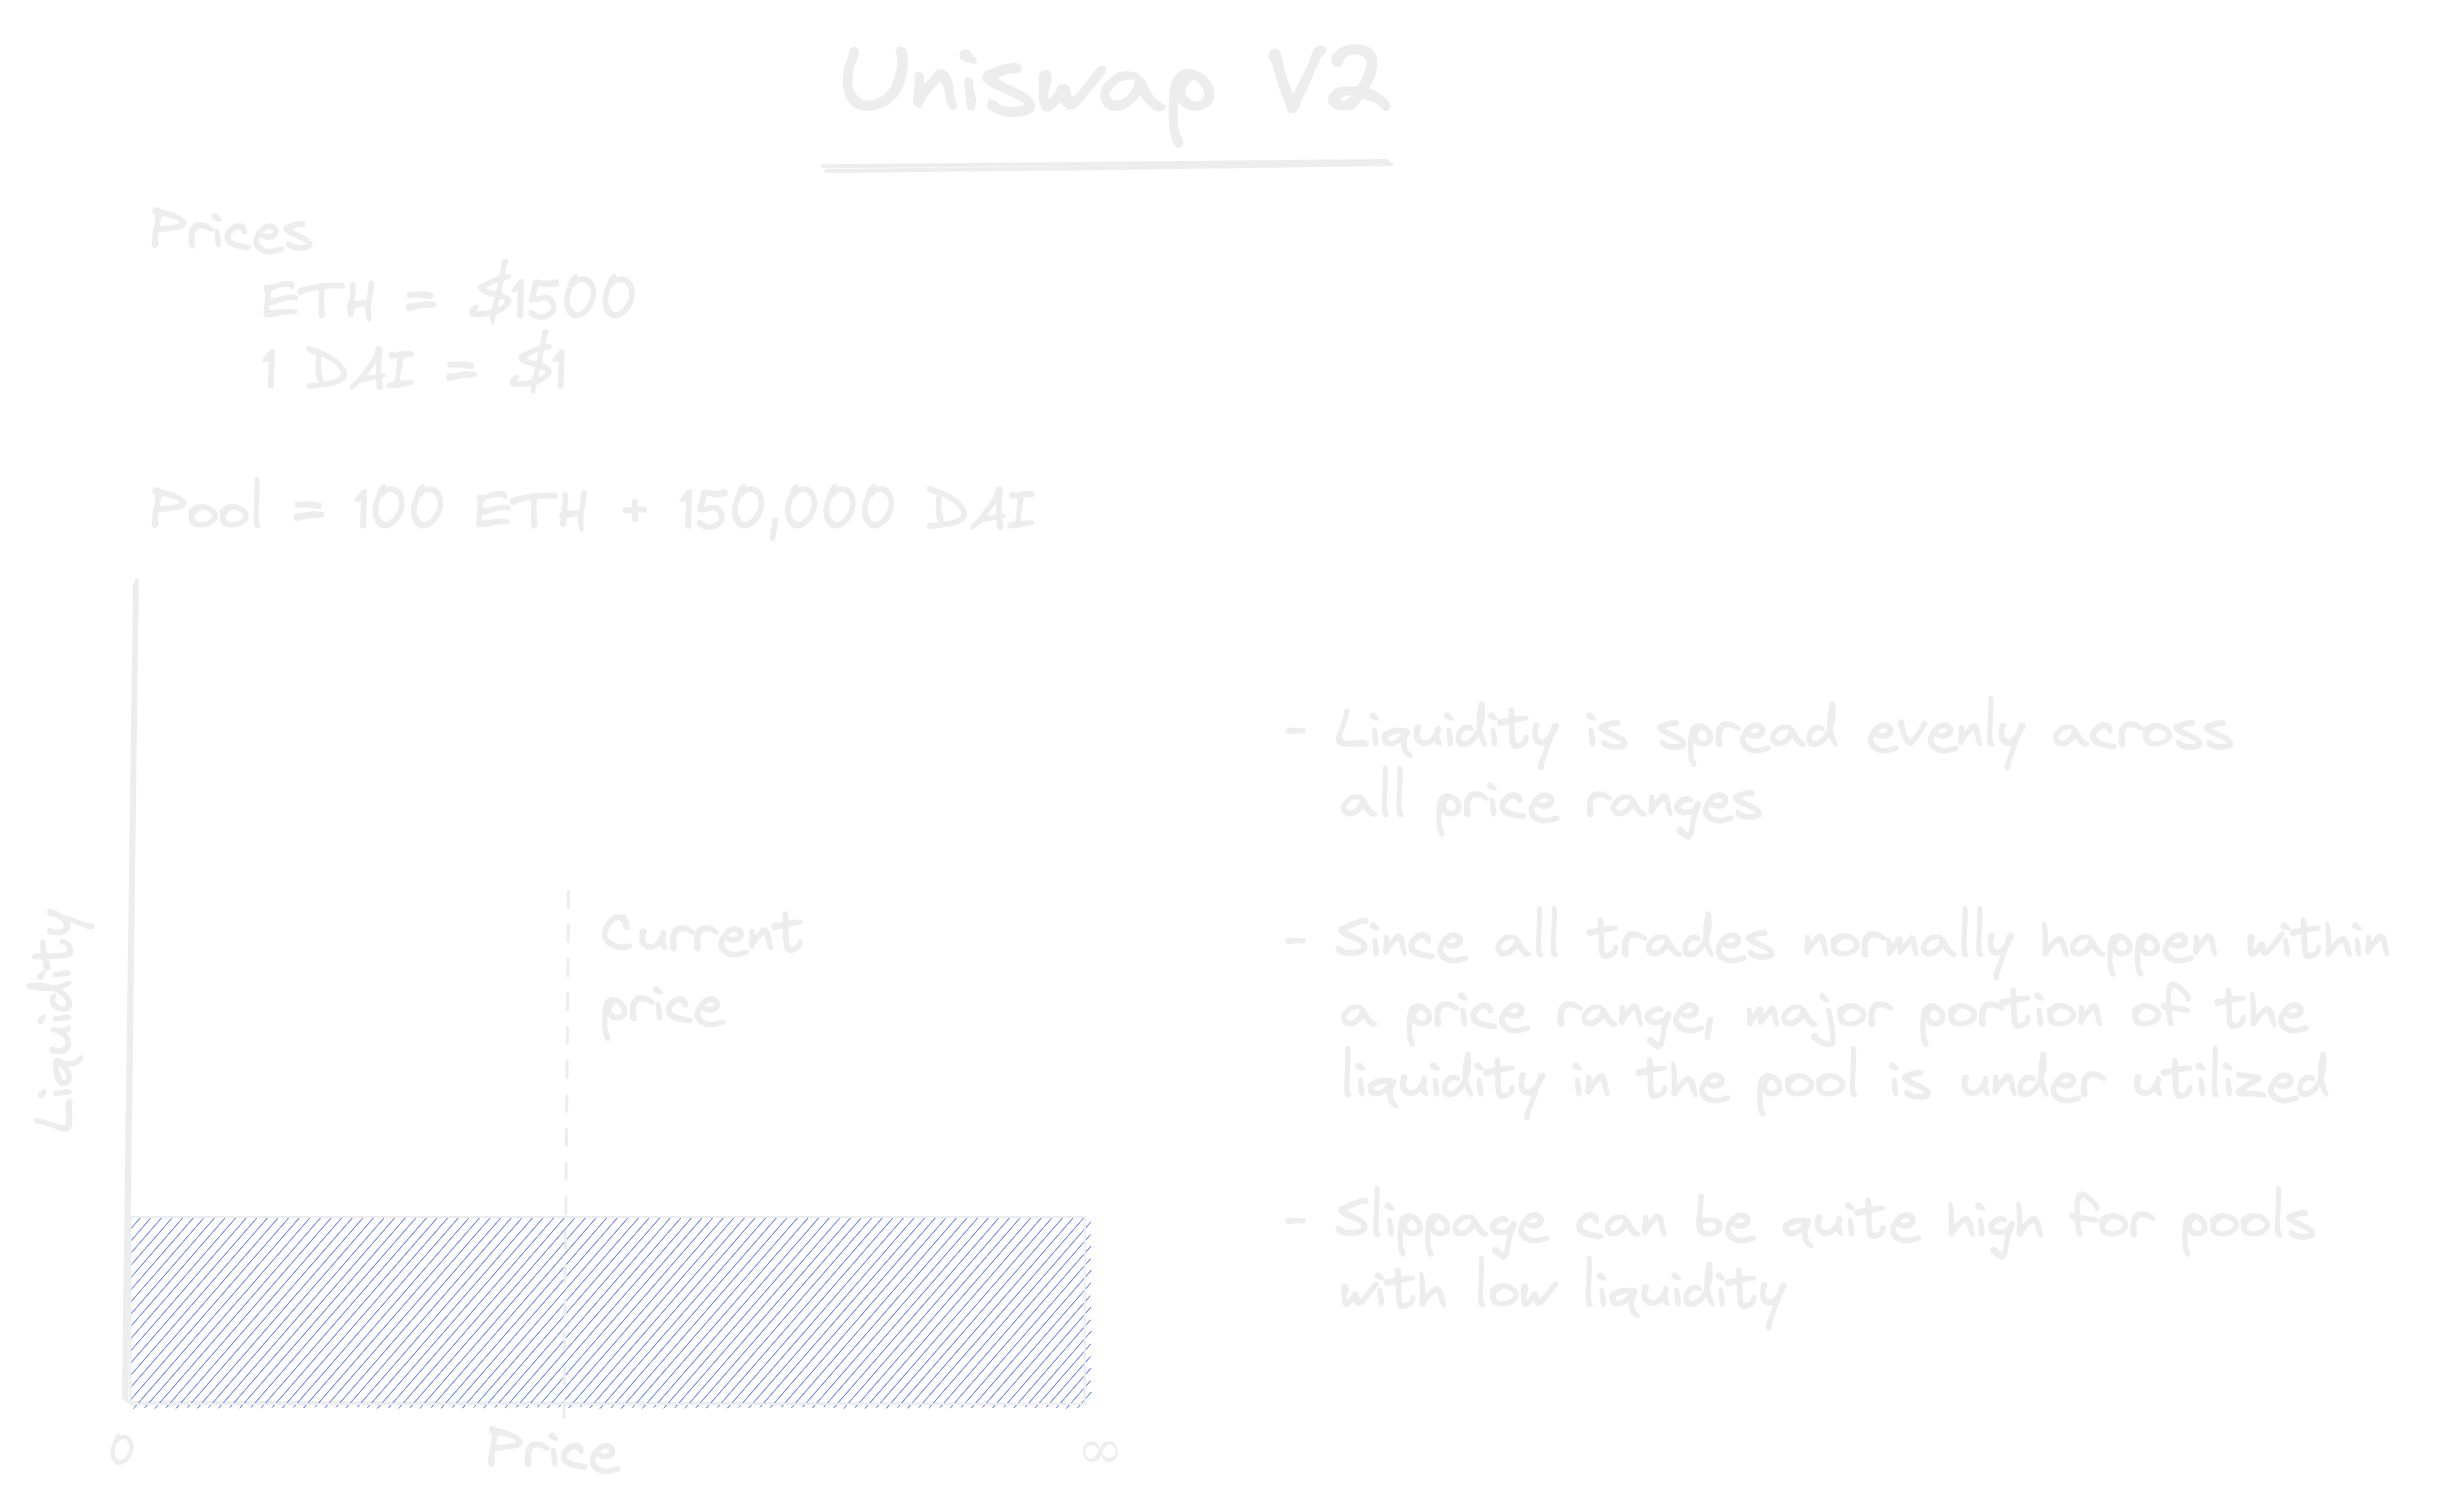 Uniswap V2
Prices
ETH = $1500
1 DAI = $1
Pool = 100 ETH + 150,000 DAI
Liquidity
Current
price
0
Price
∞
- Liquidity is spread evenly across
all price ranges
- Since all trades normally happen within
a price range, major portion of the
liquidity in the pool is under utilized
- Slippage can be quite high for pools
with low liquidity